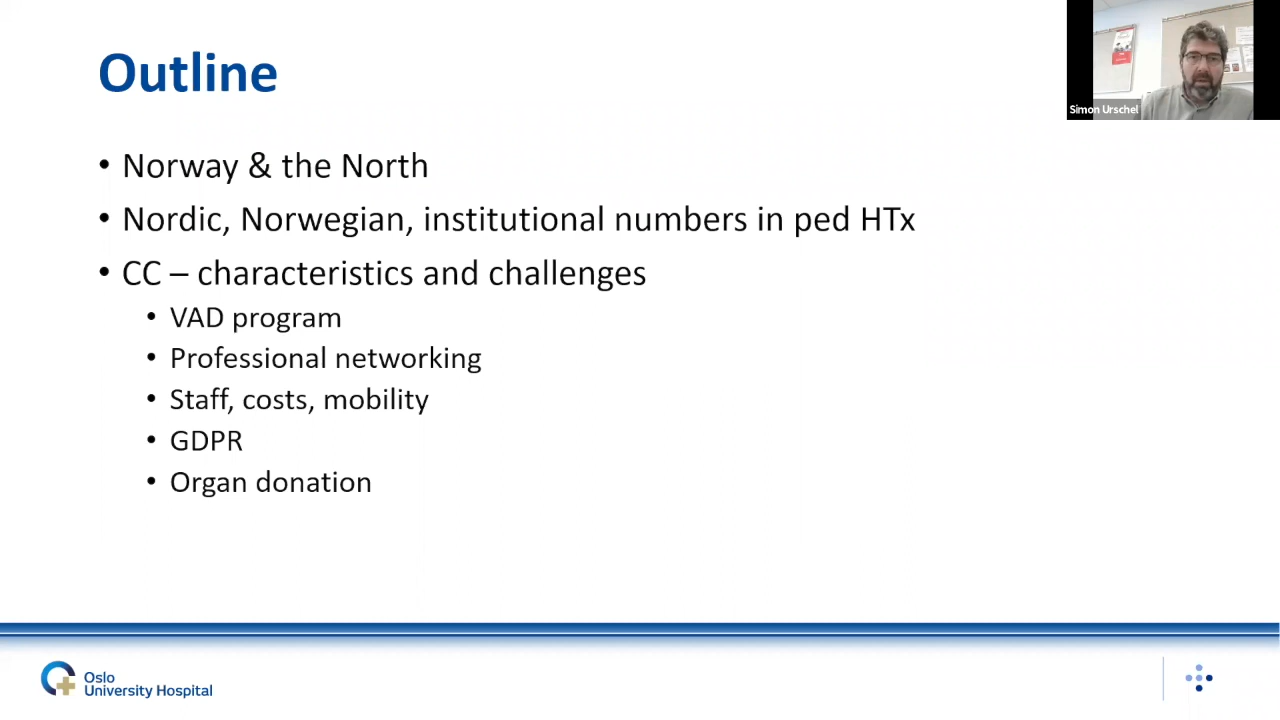 Outline
Simon Urschel
• Norway & the North
• Nordic, Norwegian, institutional numbers in ped HTx
• CC – characteristics and challenges
• VAD program
• Professional networking
• Staff, costs, mobility
• GDPR
• Organ donation
Oslo
University Hospital